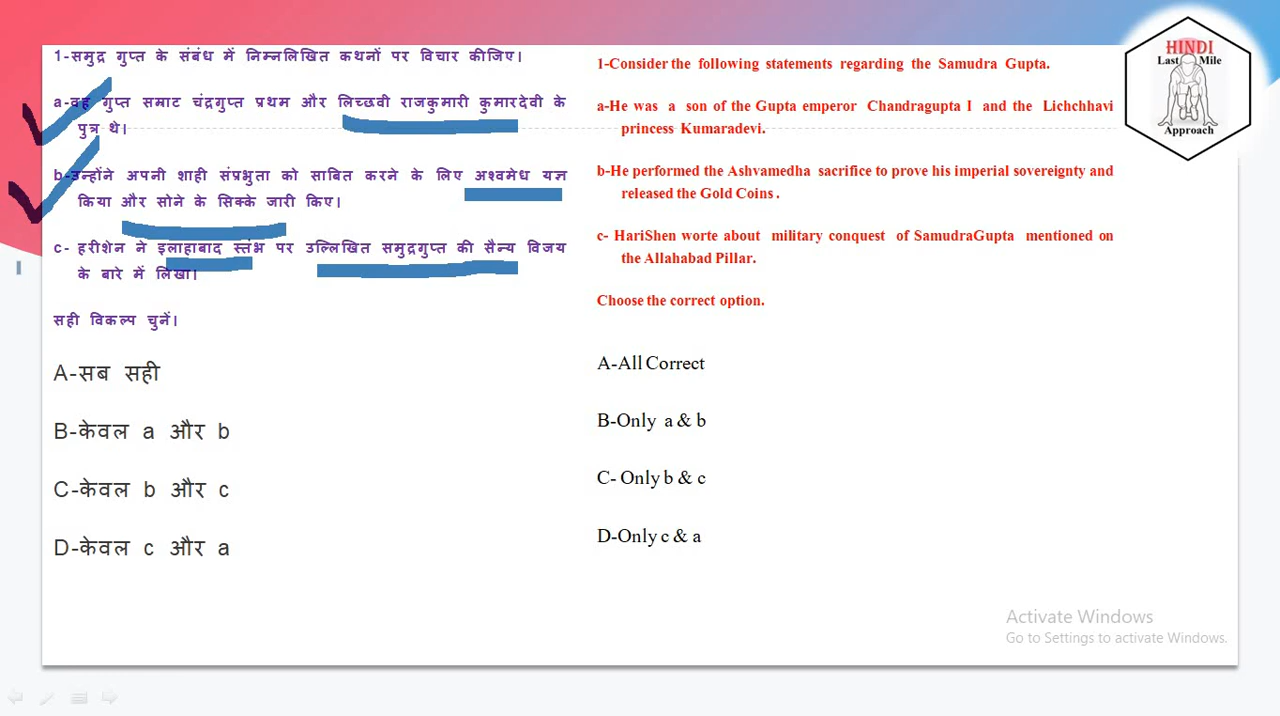 1-समुद्र गुप्त के संबंध में निम्नलिखित कथनों पर विचार कीजिए।
a-वह गुप्त सम्राट चंद्रगुप्त प्रथम और लिच्छवी राजकुमारी कुमारदेवी के
पुत्र थे।
b-उन्होंने अपनी शाही संप्रभुता को साबित करने के लिए अश्वमेध यज्ञ
किया और सोने के सिक्के जारी किए।
c- हरीशेन ने इलाहाबाद स्तंभ पर उल्लिखित समुद्रगुप्त की सैन्य विजय
के बारे में लिखा।
सही विकल्प चुनें।
A-सब सही
B-केवल a और b
C-केवल b और c
D-केवल c और a
1-Consider the following statements regarding the Samudra Gupta.
a-He was a son of the Gupta emperor Chandragupta I and the Lichchhavi
princess Kumaradevi.
b-He performed the Ashvamedha sacrifice to prove his imperial sovereignty and
released the Gold Coins .
c- HariShen worte about military conquest of SamudraGupta mentioned on
the Allahabad Pillar.
Choose the correct option.
A-All Correct
B-Only a & b
C- Only b & c
D-Only c & a
HINDI
Last Mile
Approach
Activate Windows
Go to Settings to activate Windows.